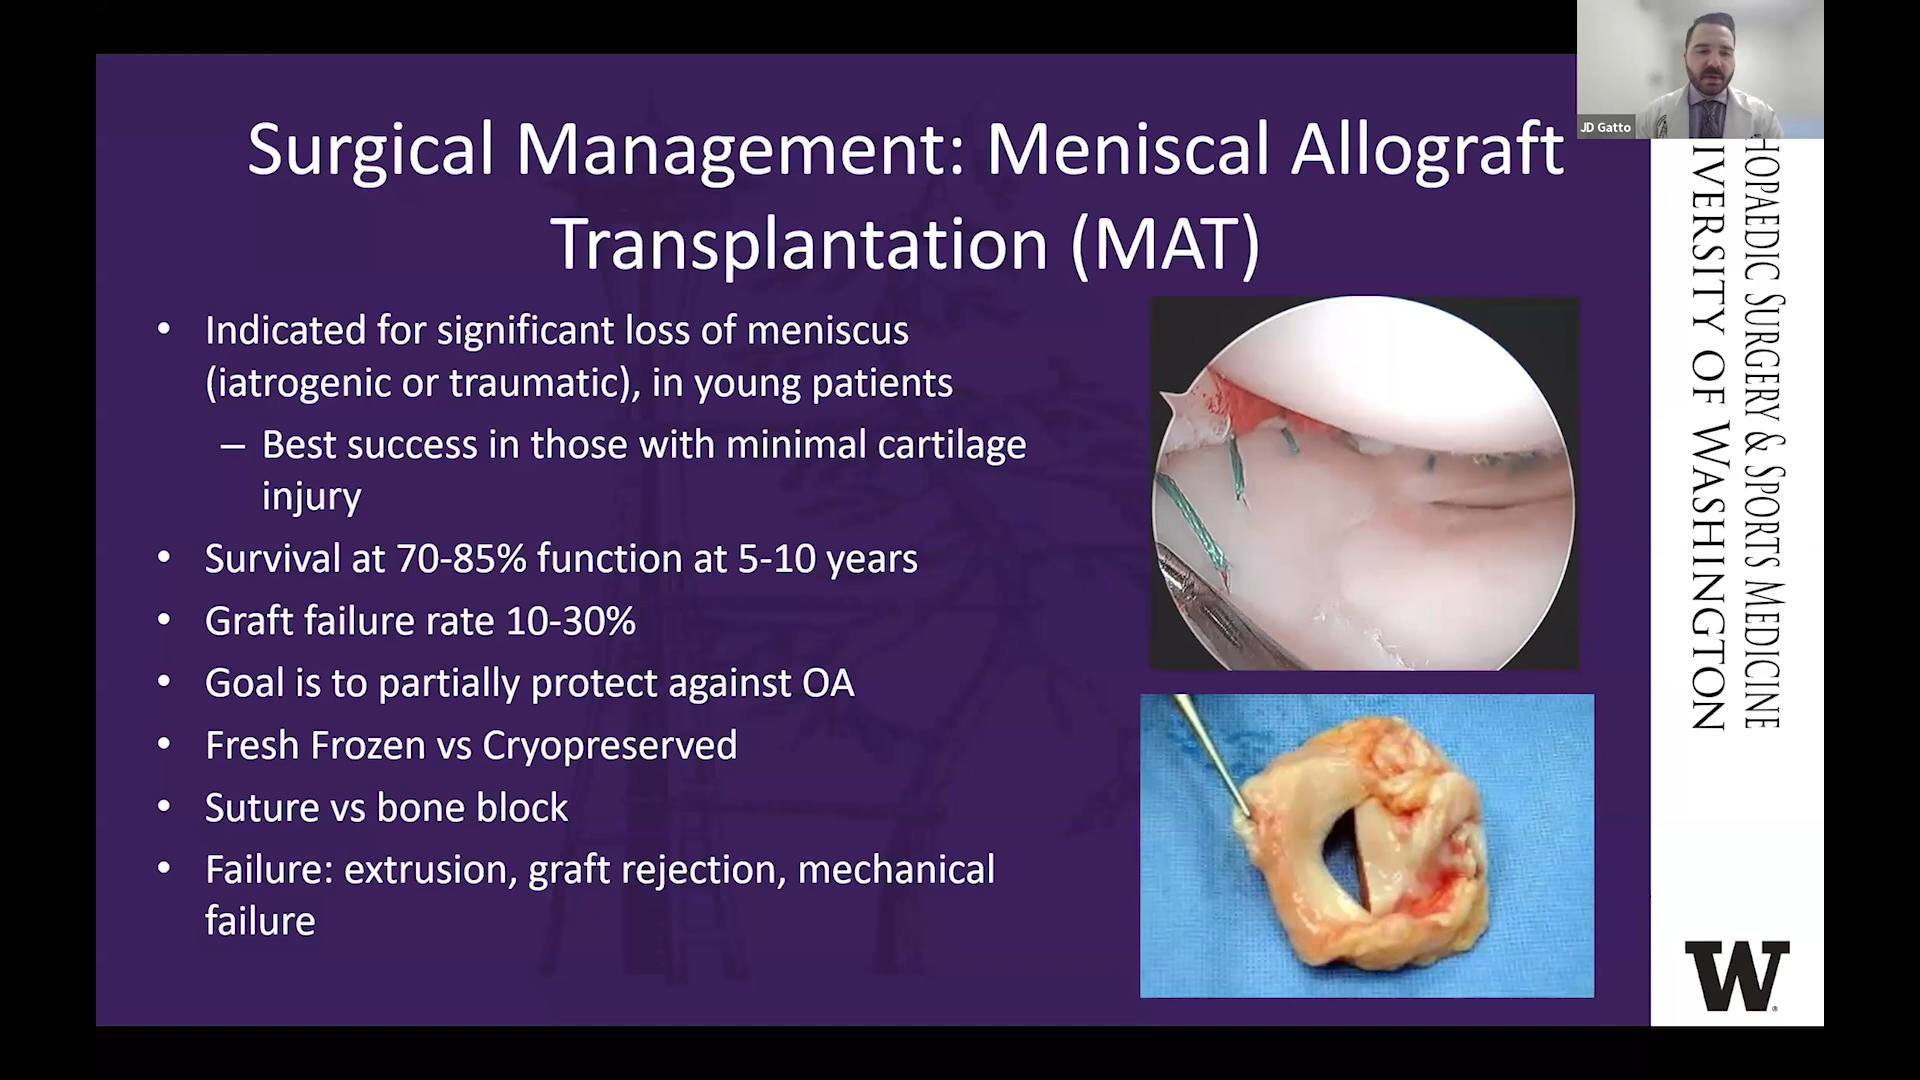 JD Gatto
Surgical Management: Meniscal Allograft
Transplantation (MAT)
• Indicated for significant loss of meniscus
(iatrogenic or traumatic), in young patients
– Best success in those with minimal cartilage
injury
• Survival at 70-85% function at 5-10 years
• Graft failure rate 10-30%
• Goal is to partially protect against OA
• Fresh Frozen vs Cryopreserved
• Suture vs bone block
• Failure: extrusion, graft rejection, mechanical
failure
HOPAEDIC SURGERY & SPORTS MEDICINE
IVERSITY OF WASHINGTON
W